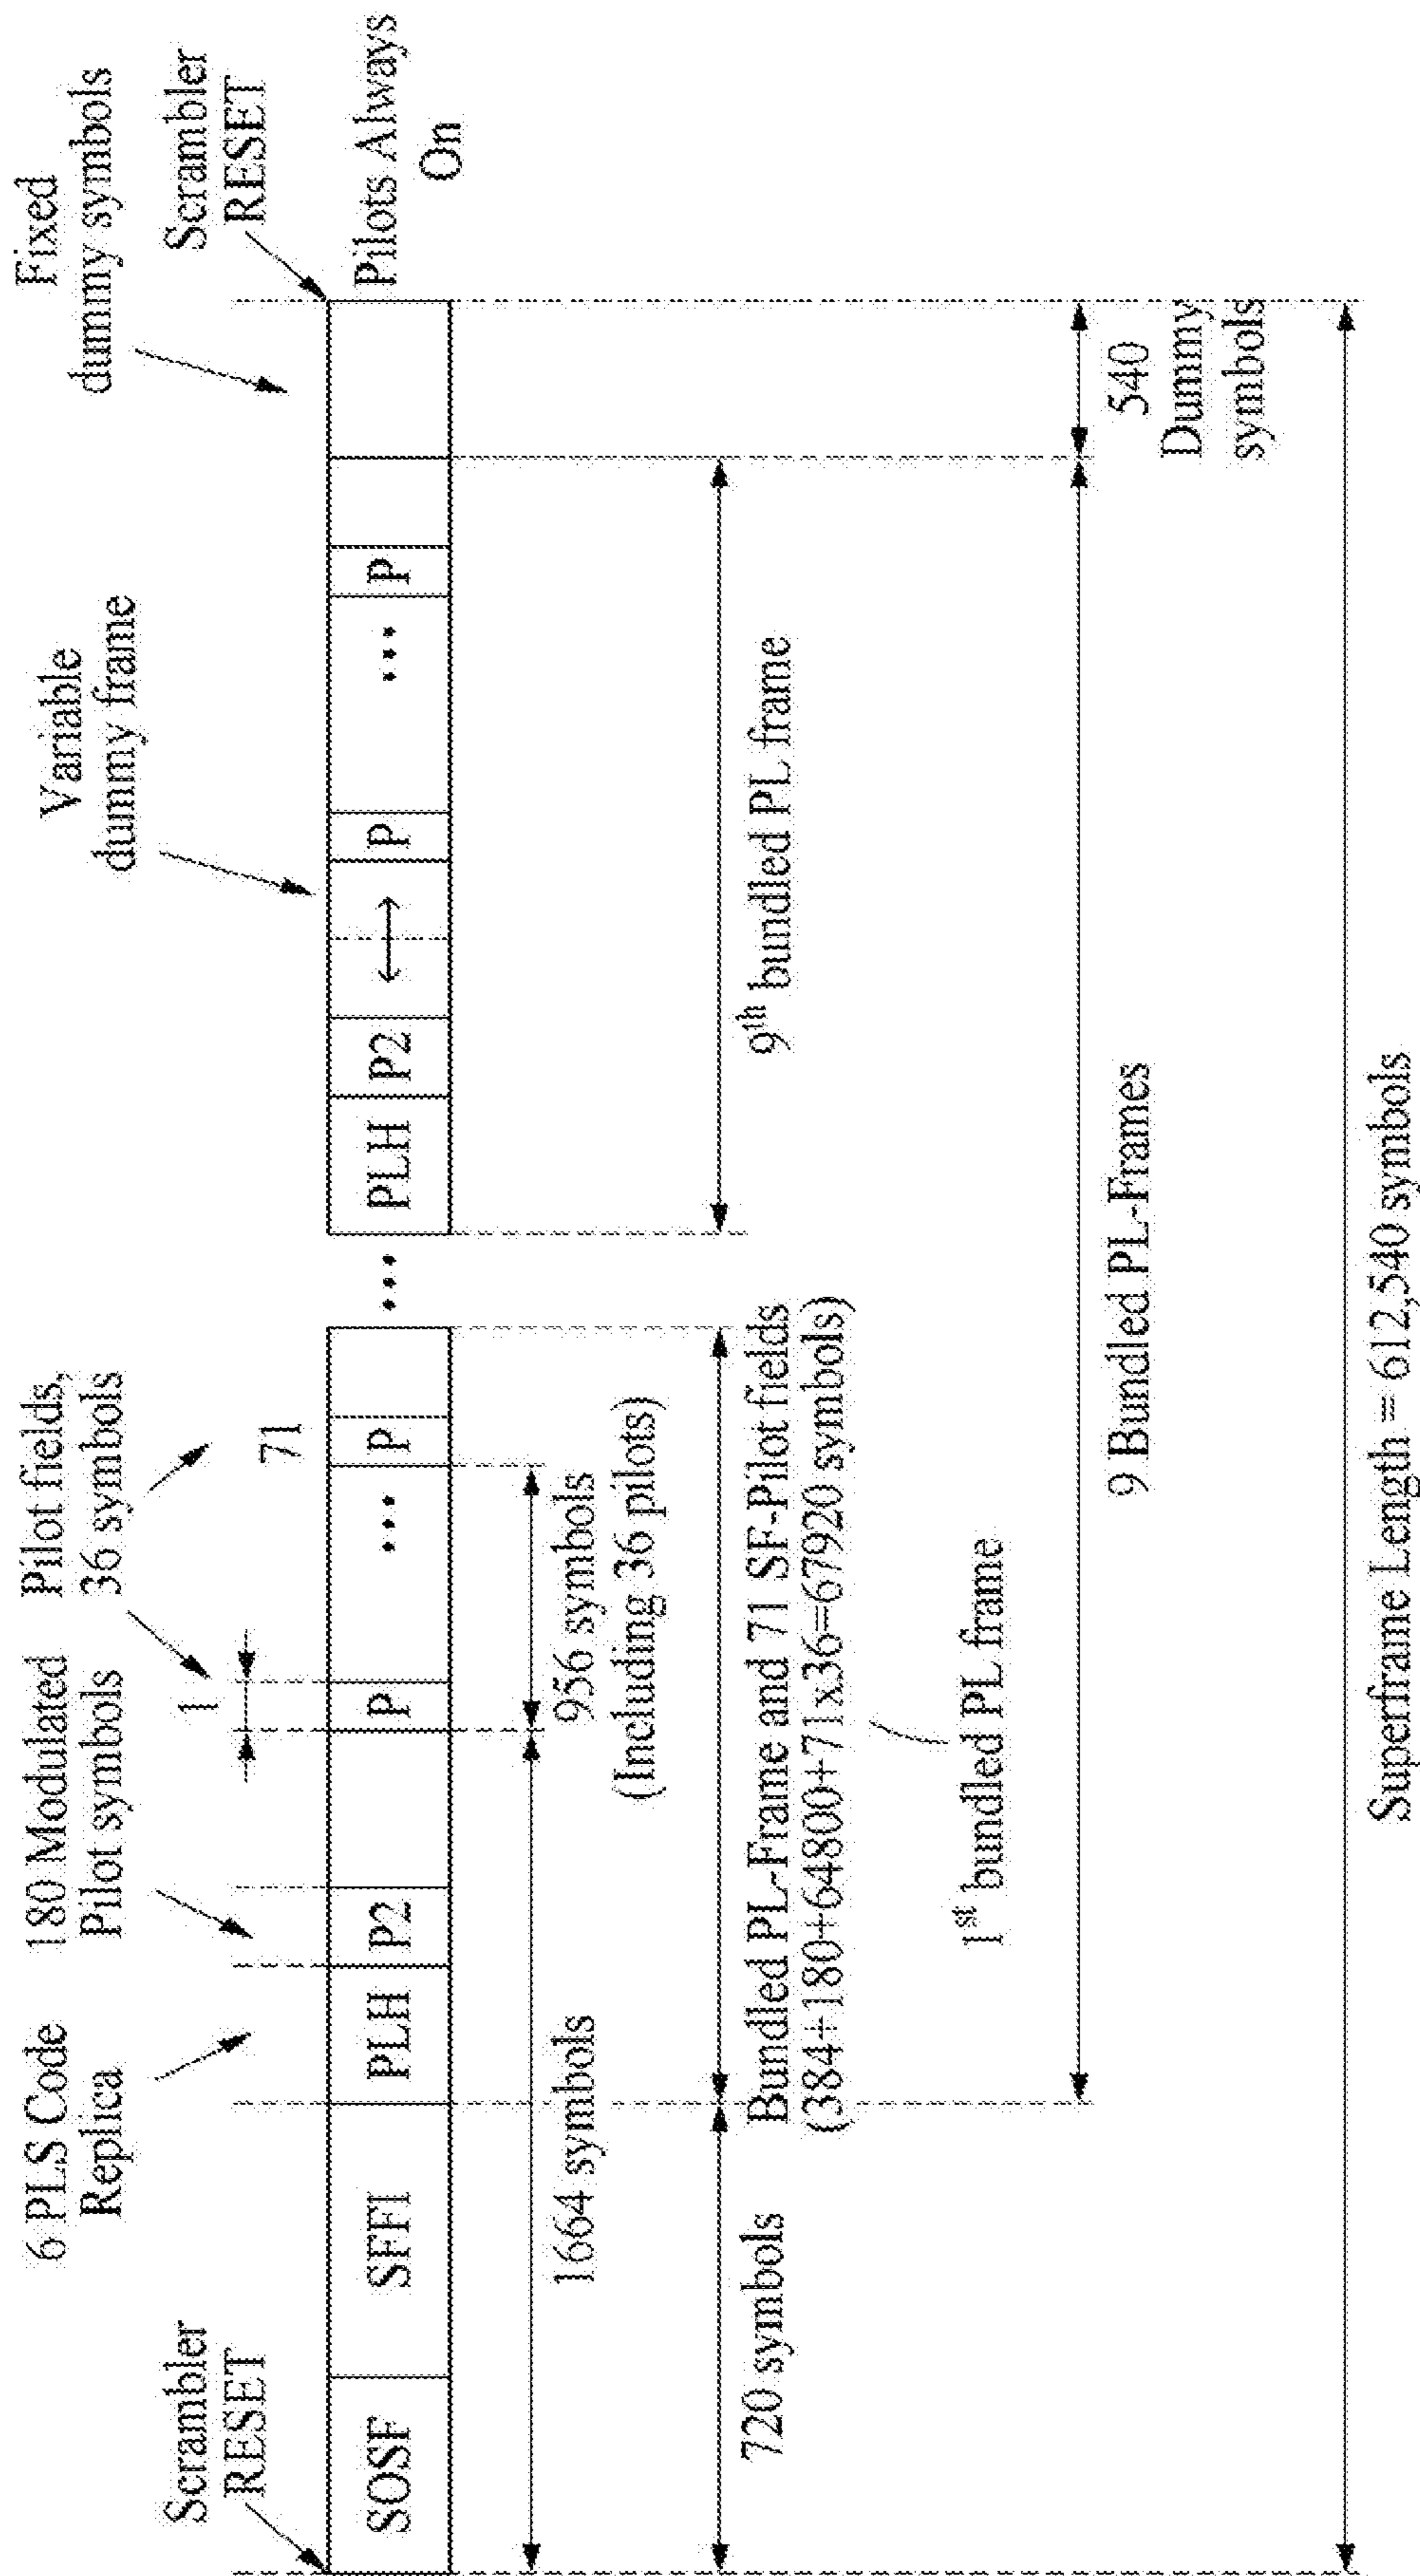 Scrambler
RESET
6 PLS Code
Replica
180 Modulated
Pilot symbols
Pilot fields,
36 symbols
1
71
Variable
dummy frame
Fixed
dummy symbols
Scrambler
RESET
SOSF
SFFI
PLH
P2
P
•••
P
•••
PLH
P2
P
•••
P
Pilots Always
On
1664 symbols
956 symbols
(Including 36 pilots)
720 symbols
Bundled PL-Frame and 71 SF-Pilot fields
(384+180+64800+71x36=67920 symbols)
1st bundled PL frame
9th bundled PL frame
9 Bundled PL-Frames
540
Dummy
symbols
Superframe Length = 612,540 symbols